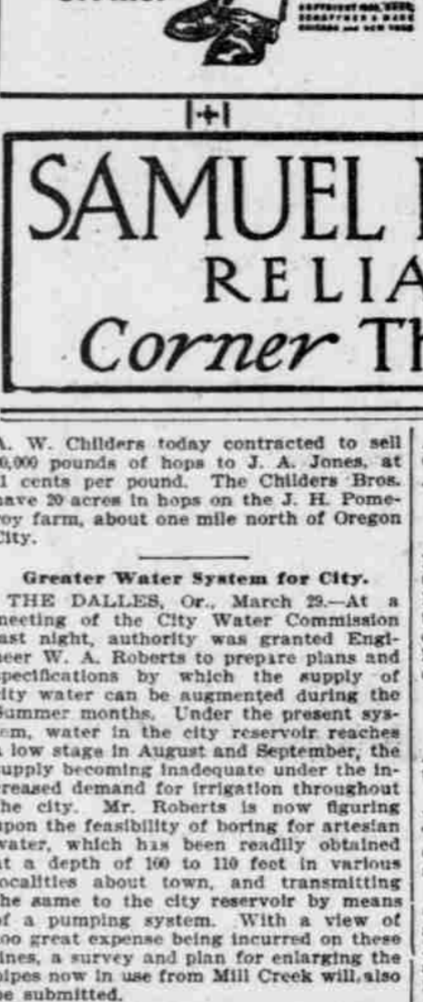 COPYRIGHT
SCHAFFNER & MARX
CHICAGO AND NEW YORK
SAMUEL
RELIA
Corner Th
A. W. Childers today contracted to sell
0,000 pounds of hops to J. A. Jones, at
1 cents per pound. The Childers Bros.
have 20 acres in hops on the J. H. Pome-
roy farm, about one mile north of Oregon
City.
Greater Water System for City.
THE DALLES, Or., March 29.—At a
meeting of the City Water Commission
last night, authority was granted Engi-
neer W. A. Roberts to prepare plans and
specifications by which the supply of
city water can be augmented during the
Summer months. Under the present sys-
tem, water in the city reservoir reaches
a low stage in August and September, the
supply becoming inadequate under the in-
creased demand for irrigation throughout
the city. Mr. Roberts is now figuring
upon the feasibility of boring for artesian
water, which has been readily obtained
at a depth of 100 to 110 feet in various
localities about town, and transmitting
the same to the city reservoir by means
of a pumping system. With a view of
too great expense being incurred on these
lines, a survey and plan for enlarging the
pipes now in use from Mill Creek will also
be submitted.